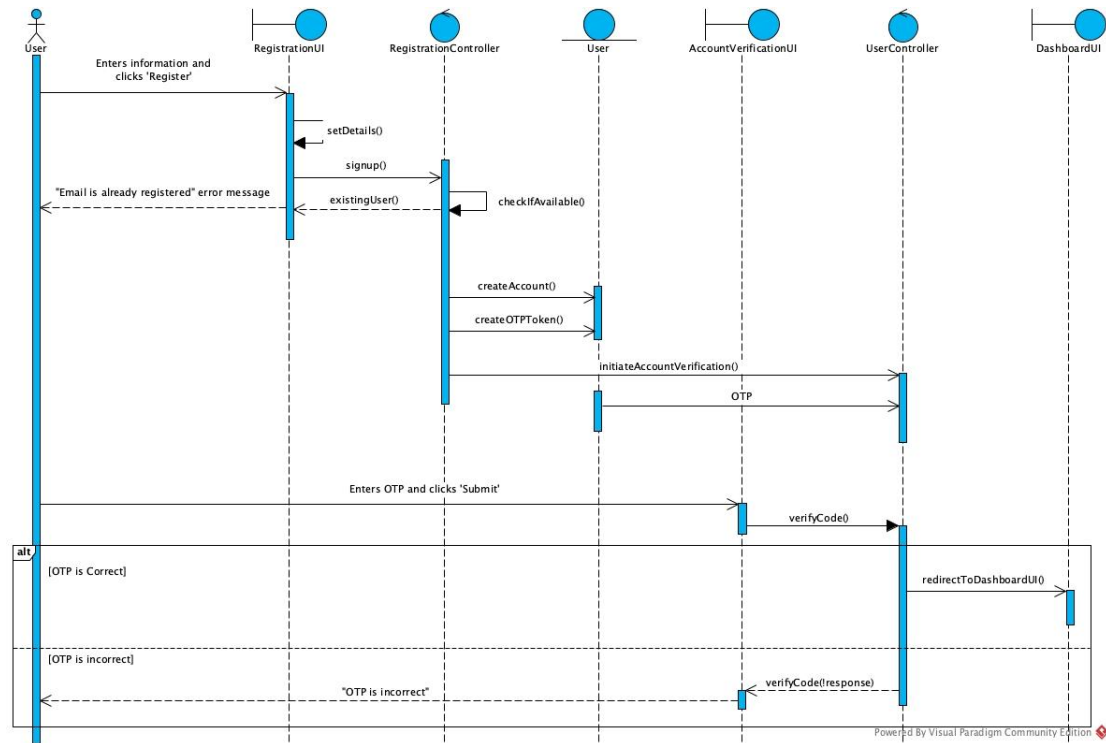 User
RegistrationUI
RegistrationController
User
AccountVerificationUI
UserController
DashboardUI
Enters information and
clicks 'Register'
setDetails()
signup()
"Email is already registered" error message
existingUser()
checkIfAvailable()
createAccount()
createOTPToken()
initiateAccountVerification()
OTP
Enters OTP and clicks 'Submit'
verifyCode()
alt
[OTP is Correct]
redirectToDashboardUI()
[OTP is incorrect]
verifyCode(!response)
"OTP is incorrect"
Powered By Visual Paradigm Community Edition